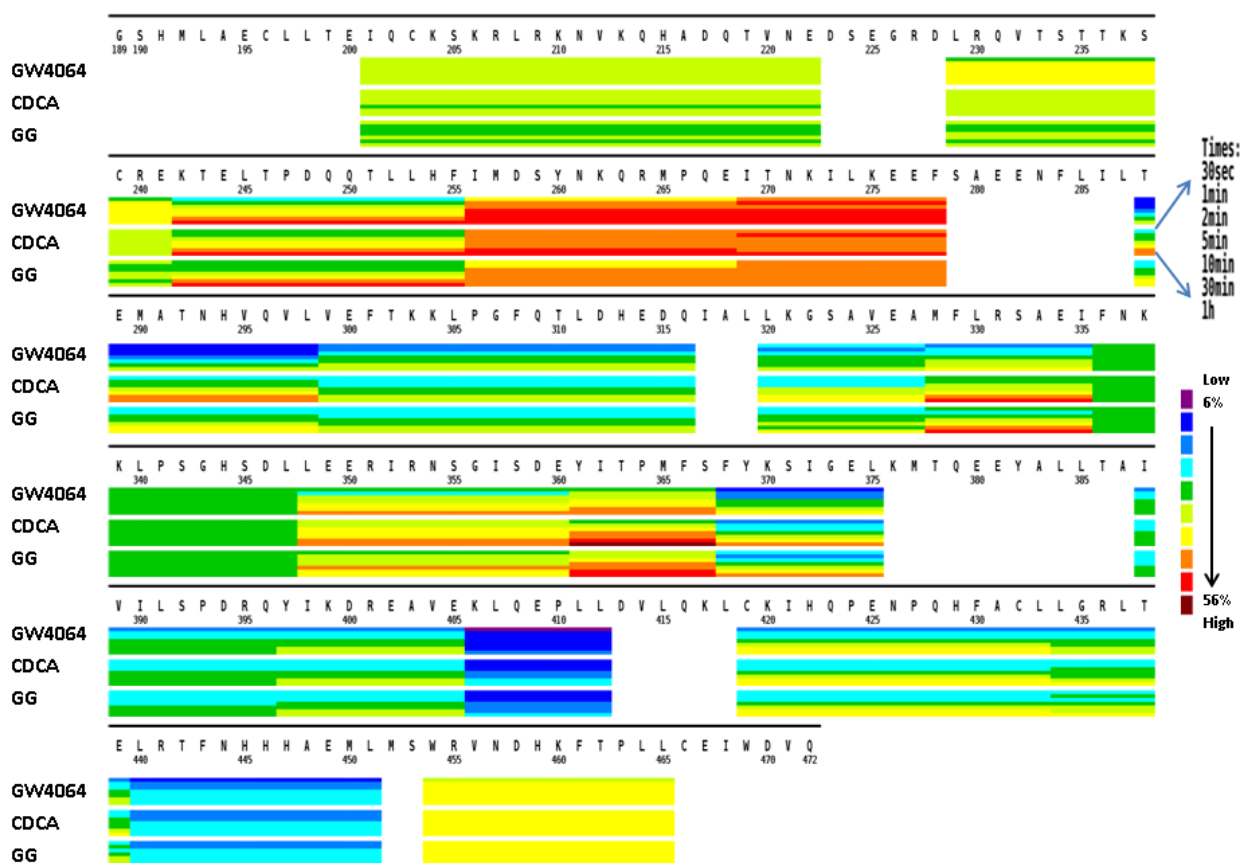 G S H M L A E C L L T E I Q C K S K R L R K N V K Q H A D Q T V N E D S E G R D L R Q V T S T T K S
189 190 195 200 205 210 215 220 225 230 235
GW4064
CDCA
GG
C R E K T E L T P D Q Q T L L H F I M D S Y N K Q R M P Q E I T N K I L K E E F S A E E N F L I L T
240 245 250 255 260 265 270 275 280 285
GW4064
CDCA
GG
Times:
30sec
1min
2min
5min
10min
30min
1h
E M A T N H V Q V L V E F T K K L P G F Q T L D H E D Q I A L L K G S A V E A M F L R S A E I F N K
290 295 300 305 310 315 320 325 330 335
GW4064
CDCA
GG
Low
6%
56%
High
K L P S G H S D L L E E R I R N S G I S D E Y I T P M F S F Y K S I G E L K M T Q E E Y A L L T A I
340 345 350 355 360 365 370 375 380 385
GW4064
CDCA
GG
V I L S P D R Q Y I K D R E A V E K L Q E P L L D V L Q K L C K I H Q P E N P Q H F A C L L G R L T
390 395 400 405 410 415 420 425 430 435
GW4064
CDCA
GG
E L R T F N H H H A E M L M S W R V N D H K F T P L L C E I W D V Q
440 445 450 455 460 465 470 472
GW4064
CDCA
GG